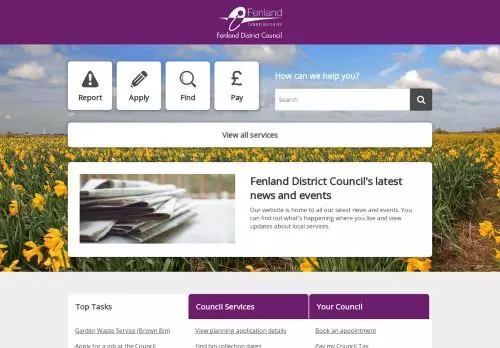 Fenland
CAMBRIDGESHIRE
Fenland District Council
Report
Apply
Find
£
Pay
How can we help you?
Search
View all services
Fenland District Council's latest
news and events
Our website is home to all our latest news and events. You
can find out what's happening where you live and view
updates about local services.
Top Tasks
Council Services
Your Council
Garden Waste Service (Brown Bin)
View planning application details
Book an appointment
Apply for a job at the Council
Find bin collection dates
Pay my Council Tax